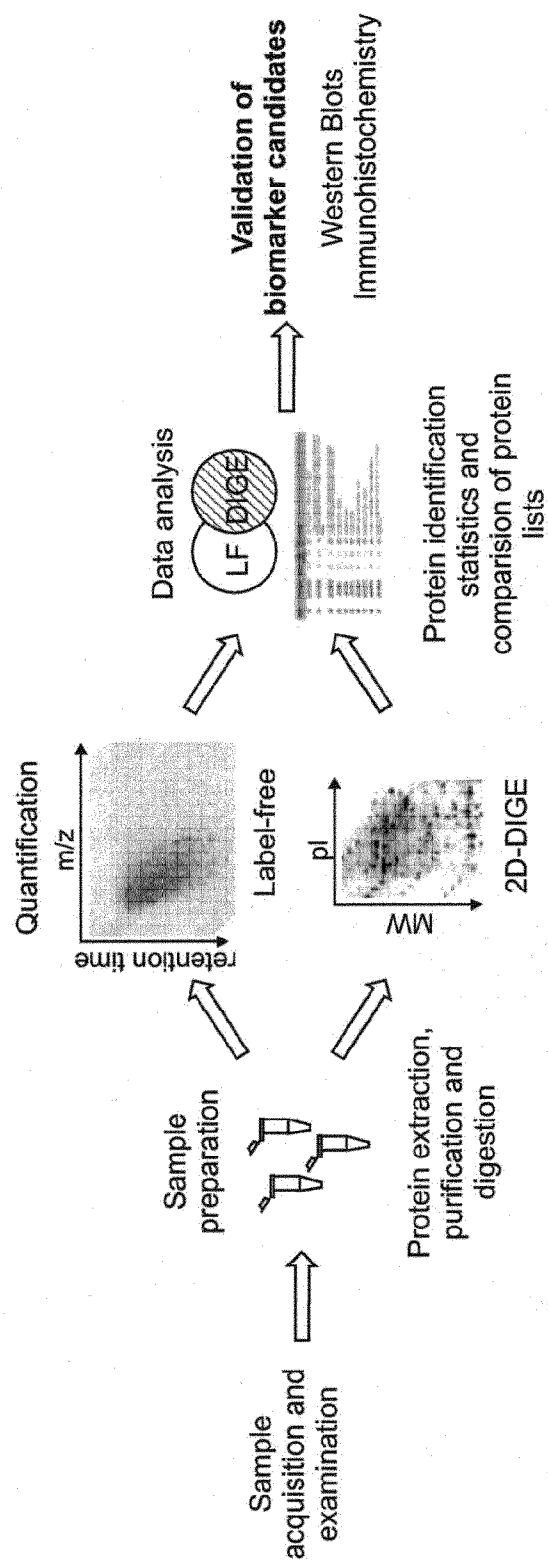 Sample
acquisition and
examination
Sample
preparation
Protein extraction,
purification and
digestion
Quantification
m/z
retention time
Label-free
pI
MW
2D-DIGE
Data analysis
LF
DIGE
Protein identification
statistics and
comparision of protein
lists
Validation of
biomarker candidates
Western Blots
Immunohistochemistry